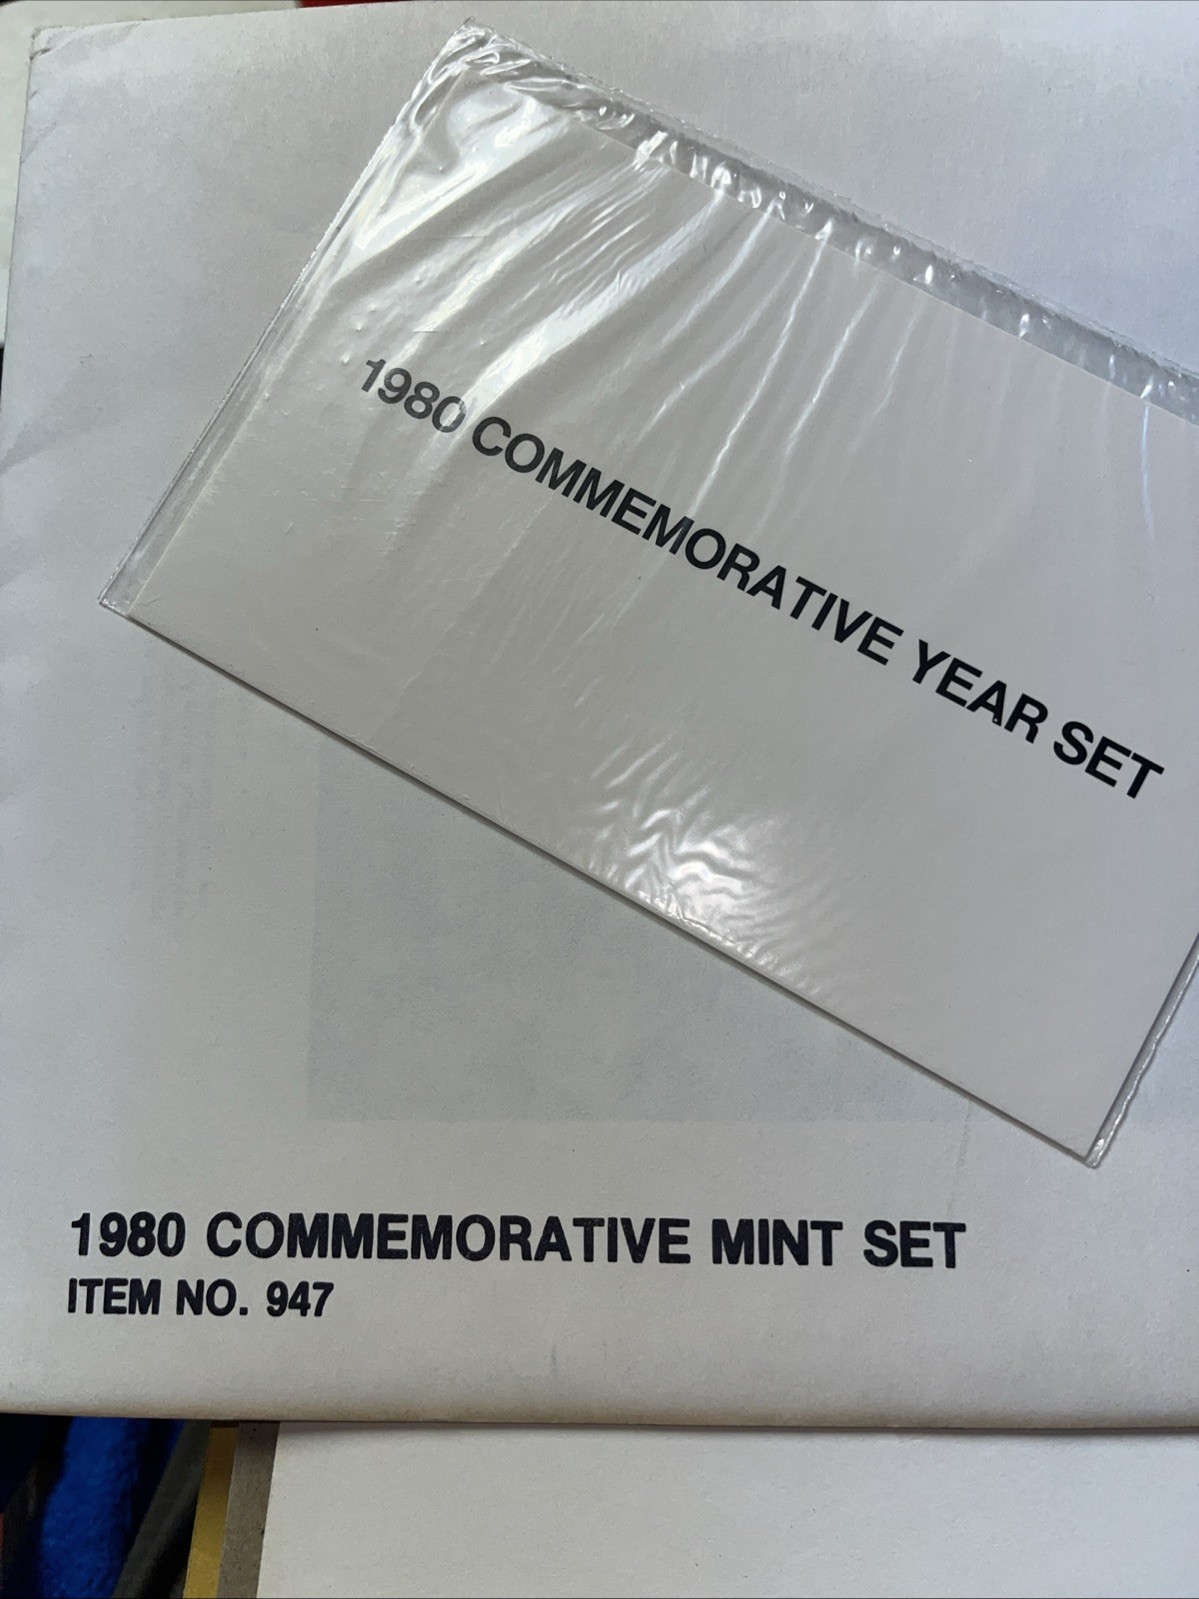 1980 COMMEMORATIVE YEAR SET
1980 COMMEMORATIVE MINT SET
ITEM NO. 947